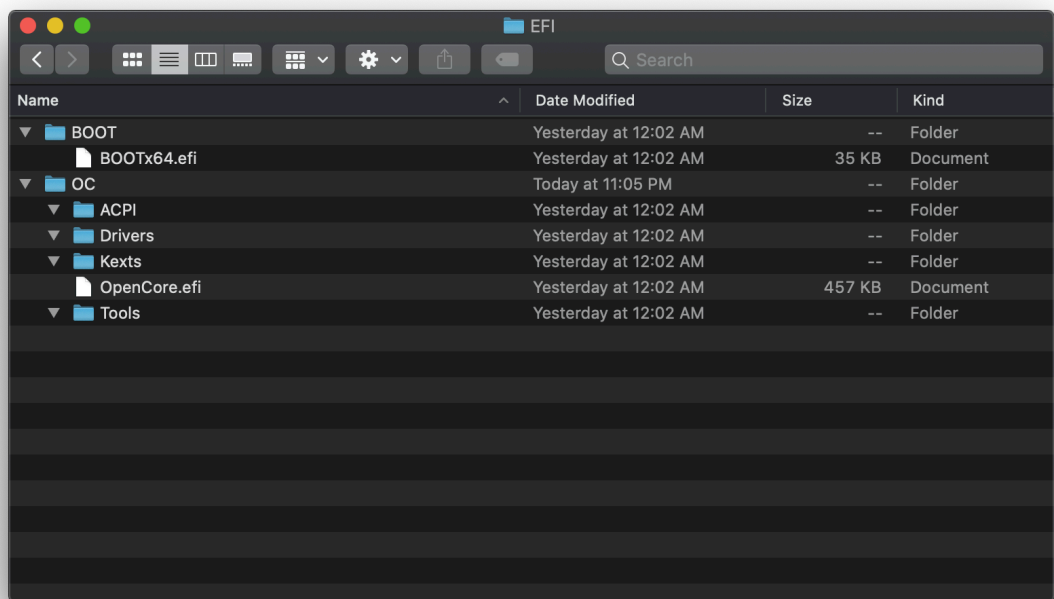 EFI
Search
Name Date Modified Size Kind
BOOT Yesterday at 12:02 AM -- Folder
BOOTx64.efi Yesterday at 12:02 AM 35 KB Document
OC Today at 11:05 PM -- Folder
ACPI Yesterday at 12:02 AM -- Folder
Drivers Yesterday at 12:02 AM -- Folder
Kexts Yesterday at 12:02 AM -- Folder
OpenCore.efi Yesterday at 12:02 AM 457 KB Document
Tools Yesterday at 12:02 AM -- Folder